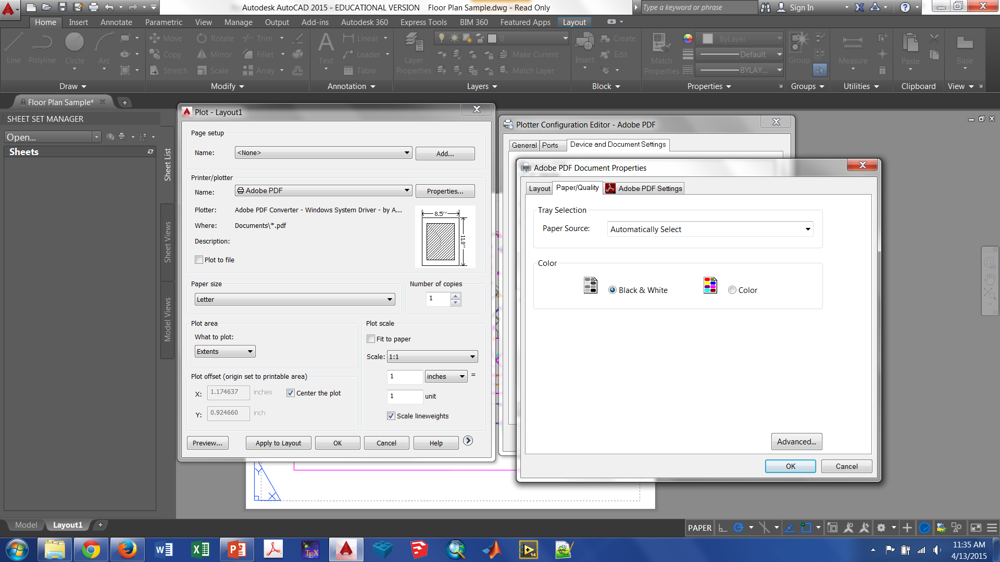 Autodesk AutoCAD 2015 - EDUCATIONAL VERSION Floor Plan Sample.dwg - Read Only
Type a keyword or phrase
Sign In
Home Insert Annotate Parametric View Manage Output Add-ins Autodesk 360 Express Tools BIM 360 Featured Apps Layout
Line Polyline Circle Arc
Move Rotate Trim
Copy Mirror Fillet
Stretch Scale Array
Text Linear
Leader
Table
Layer Properties
0
Make Current
Match Layer
Insert Create
Edit
Match Properties
ByLayer
Default
BYLAY...
Group
Measure
Paste
Base
Draw Modify Annotation Layers Block Properties Groups Utilities Clipboard View
Floor Plan Sample*
SHEET SET MANAGER
Open...
Sheets
Sheet List
Sheet Views
Model Views
Plot - Layout1
Page setup
Name: <None> Add...
Printer/plotter
Name: Adobe PDF Properties...
Plotter: Adobe PDF Converter - Windows System Driver - by A...
Where: Documents\*.pdf
Description:
Plot to file
8.5''
11.0''
Paper size
Letter
Number of copies
1
Plot area
What to plot:
Extents
Plot scale
Fit to paper
Scale: 1:1
1 inches =
1 unit
Scale lineweights
Plot offset (origin set to printable area)
X: 1.174637 inches Center the plot
Y: 0.924660 inch
Preview... Apply to Layout OK Cancel Help
Plotter Configuration Editor - Adobe PDF
General Ports Device and Document Settings
Adobe PDF Document Properties
Layout Paper/Quality Adobe PDF Settings
Tray Selection
Paper Source: Automatically Select
Color
Black & White Color
Advanced...
OK Cancel
Y
X
2D
Model Layout1
PAPER
TEX
14
11:35 AM
4/13/2015